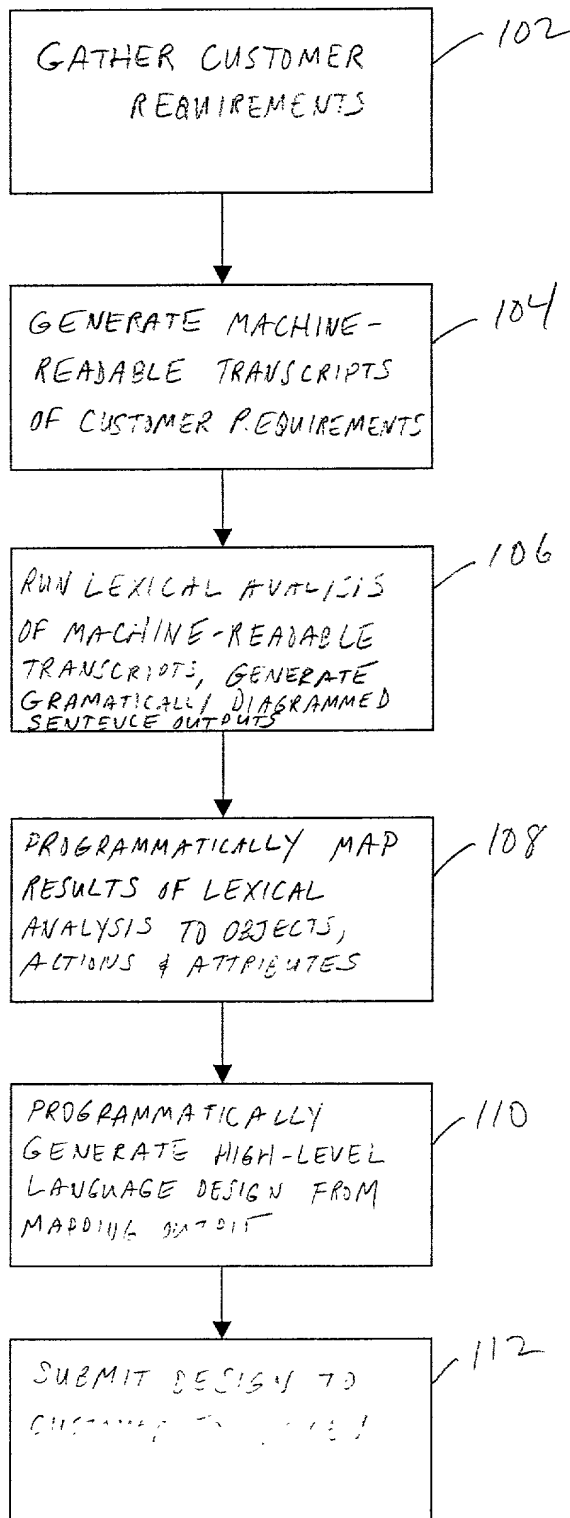 GATHER CUSTOMER
REQUIREMENTS
102
GENERATE MACHINE-
READABLE TRANSCRIPTS
OF CUSTOMER REQUIREMENTS
104
RUN LEXICAL ANALYSIS
OF MACHINE-READABLE
TRANSCRIPTS, GENERATE
GRAMATICALLY DIAGRAMMED
SENTENCE OUTPUTS
106
PROGRAMMATICALLY MAP
RESULTS OF LEXICAL
ANALYSIS TO OBJECTS,
ACTIONS & ATTRIBUTES
108
PROGRAMMATICALLY
GENERATE HIGH-LEVEL
LANGUAGE DESIGN FROM
MAPPING OUTPUT
110
SUBMIT DESIGN TO
CUSTOMER
112